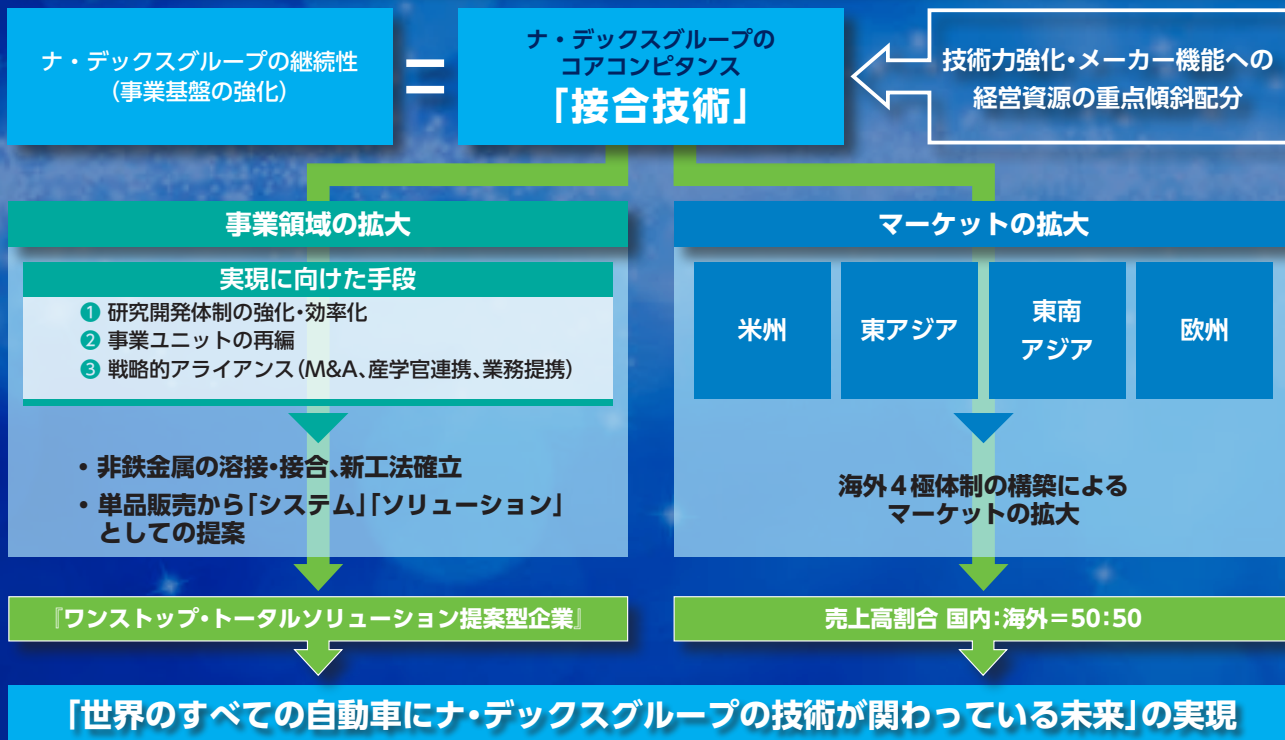 ナ・デックスグループの継続性
（事業基盤の強化）
=
ナ・デックスグループの
コアコンピタンス
「接合技術」
技術力強化・メーカー機能への
経営資源の重点傾斜配分
事業領域の拡大
実現に向けた手段
❶ 研究開発体制の強化・効率化
❷ 事業ユニットの再編
❸ 戦略的アライアンス（M&A、産学官連携、業務提携）
・非鉄金属の溶接・接合、新工法確立
・単品販売から「システム」「ソリューション」
としての提案
『ワンストップ・トータルソリューション提案型企業』
マーケットの拡大
米州
東アジア
東南
アジア
欧州
海外4極体制の構築による
マーケットの拡大
売上高割合 国内：海外＝50：50
「世界のすべての自動車にナ・デックスグループの技術が関わっている未来」の実現